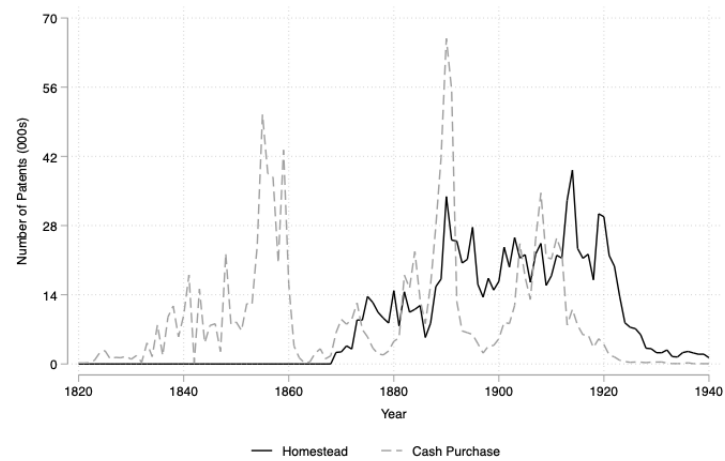 70
56
42
28
14
0
Number of Patents (000s)
1820 1840 1860 1880 1900 1920 1940
Year
Homestead Cash Purchase